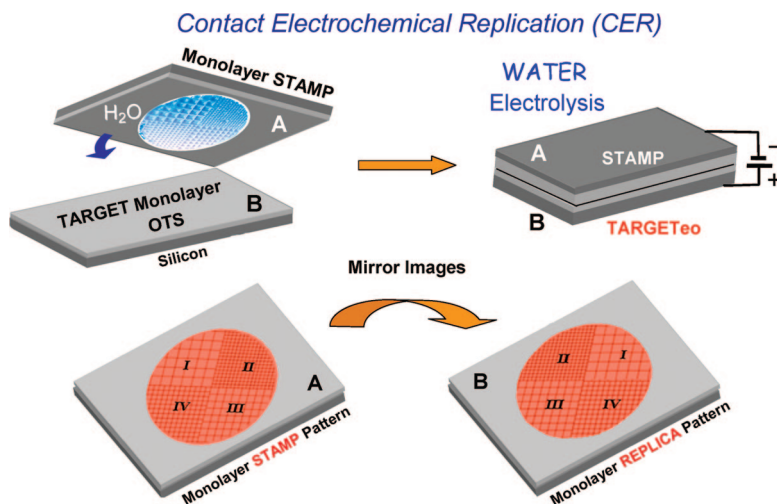 Contact Electrochemical Replication (CER)
Monolayer STAMP
H₂O
A
TARGET Monolayer
OTS
B
Silicon
WATER
Electrolysis
A
STAMP
−
+
B
TARGETeo
Mirror Images
I
II
IV
III
A
Monolayer STAMP Pattern
B
II
I
III
IV
Monolayer REPLICA Pattern